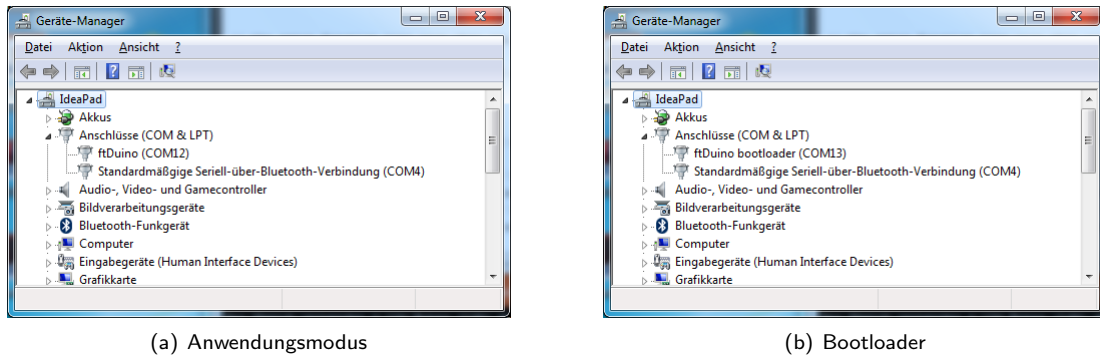 Geräte-Manager
Datei Aktion Ansicht ?
IdeaPad
Akkus
Anschlüsse (COM & LPT)
ftDuino (COM12)
Standardmäßgige Seriell-über-Bluetooth-Verbindung (COM4)
Audio-, Video- und Gamecontroller
Bildverarbeitungsgeräte
Bluetooth-Funkgerät
Computer
Eingabegeräte (Human Interface Devices)
Grafikkarte
(a) Anwendungsmodus
Geräte-Manager
Datei Aktion Ansicht ?
IdeaPad
Akkus
Anschlüsse (COM & LPT)
ftDuino bootloader (COM13)
Standardmäßgige Seriell-über-Bluetooth-Verbindung (COM4)
Audio-, Video- und Gamecontroller
Bildverarbeitungsgeräte
Bluetooth-Funkgerät
Computer
Eingabegeräte (Human Interface Devices)
Grafikkarte
(b) Bootloader